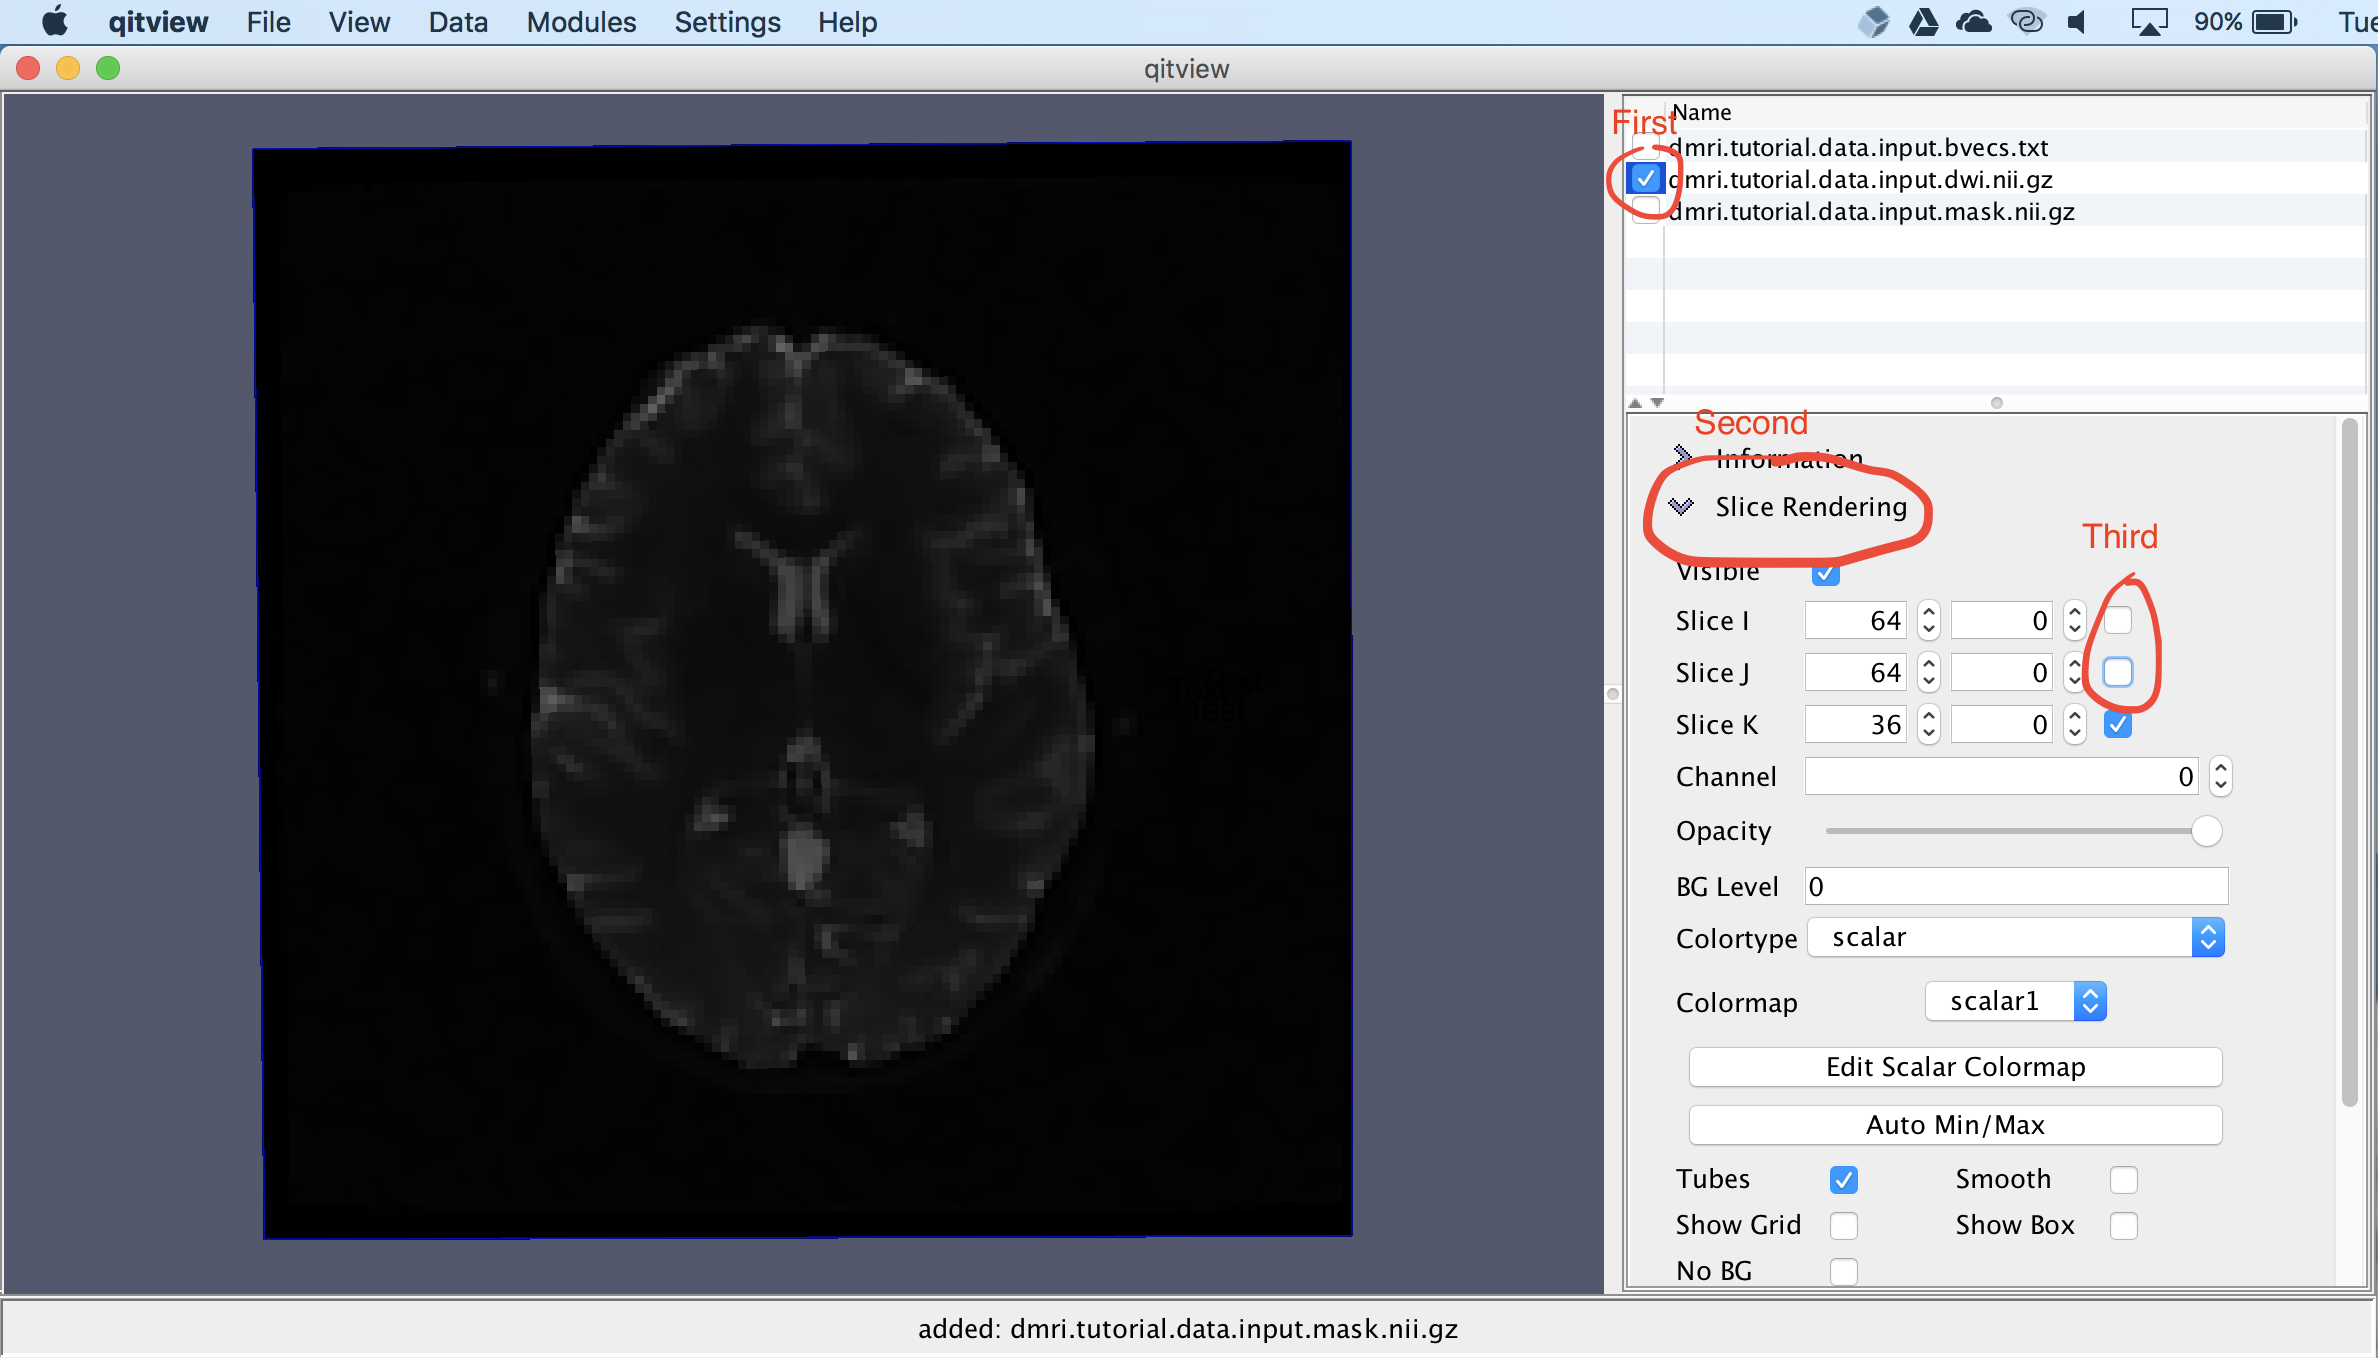 qitview File View Data Modules Settings Help 90% Tue
qitview
Name
First
dmri.tutorial.data.input.bvecs.txt
dmri.tutorial.data.input.dwi.nii.gz
dmri.tutorial.data.input.mask.nii.gz
Second
Information
Slice Rendering
Third
Visible
Slice I 64 0
Slice J 64 0
Slice K 36 0
Channel 0
Opacity
BG Level 0
Colortype scalar
Colormap scalar1
Edit Scalar Colormap
Auto Min/Max
Tubes Smooth
Show Grid Show Box
No BG
Text
Text
added: dmri.tutorial.data.input.mask.nii.gz